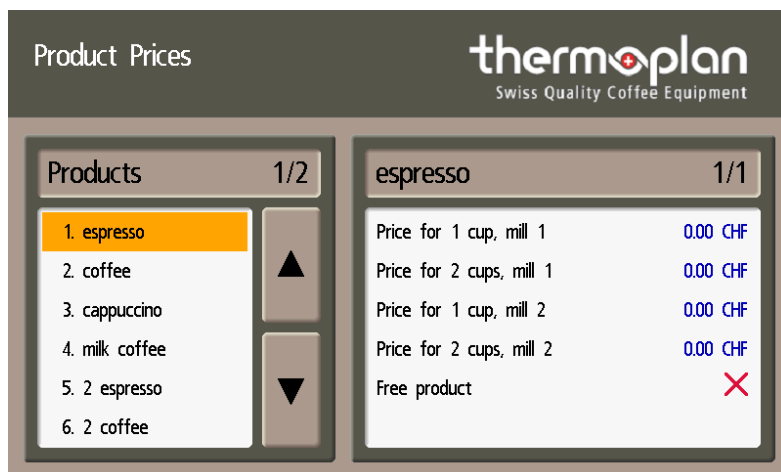 Product Prices
thermoplan
Swiss Quality Coffee Equipment
Products 1/2
1. espresso
2. coffee
3. cappuccino
4. milk coffee
5. 2 espresso
6. 2 coffee
espresso 1/1
Price for 1 cup, mill 1 0.00 CHF
Price for 2 cups, mill 1 0.00 CHF
Price for 1 cup, mill 2 0.00 CHF
Price for 2 cups, mill 2 0.00 CHF
Free product